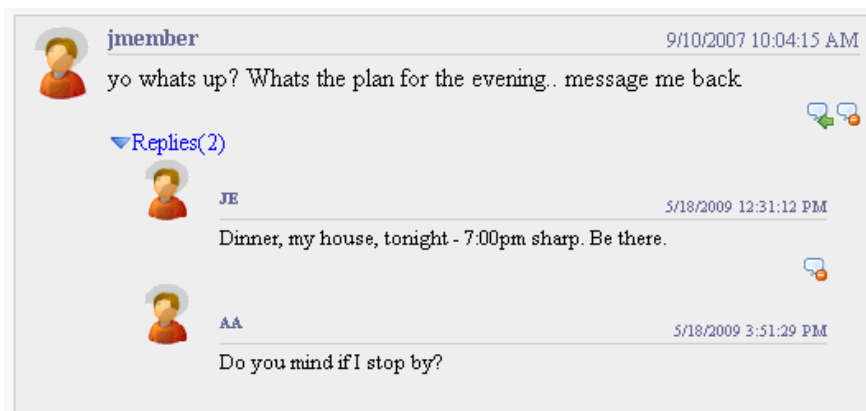 jmember 9/10/2007 10:04:15 AM
yo whats up? Whats the plan for the evening.. message me back
Replies(2)
JE 5/18/2009 12:31:12 PM
Dinner, my house, tonight - 7:00pm sharp. Be there.
AA 5/18/2009 3:51:29 PM
Do you mind if I stop by?